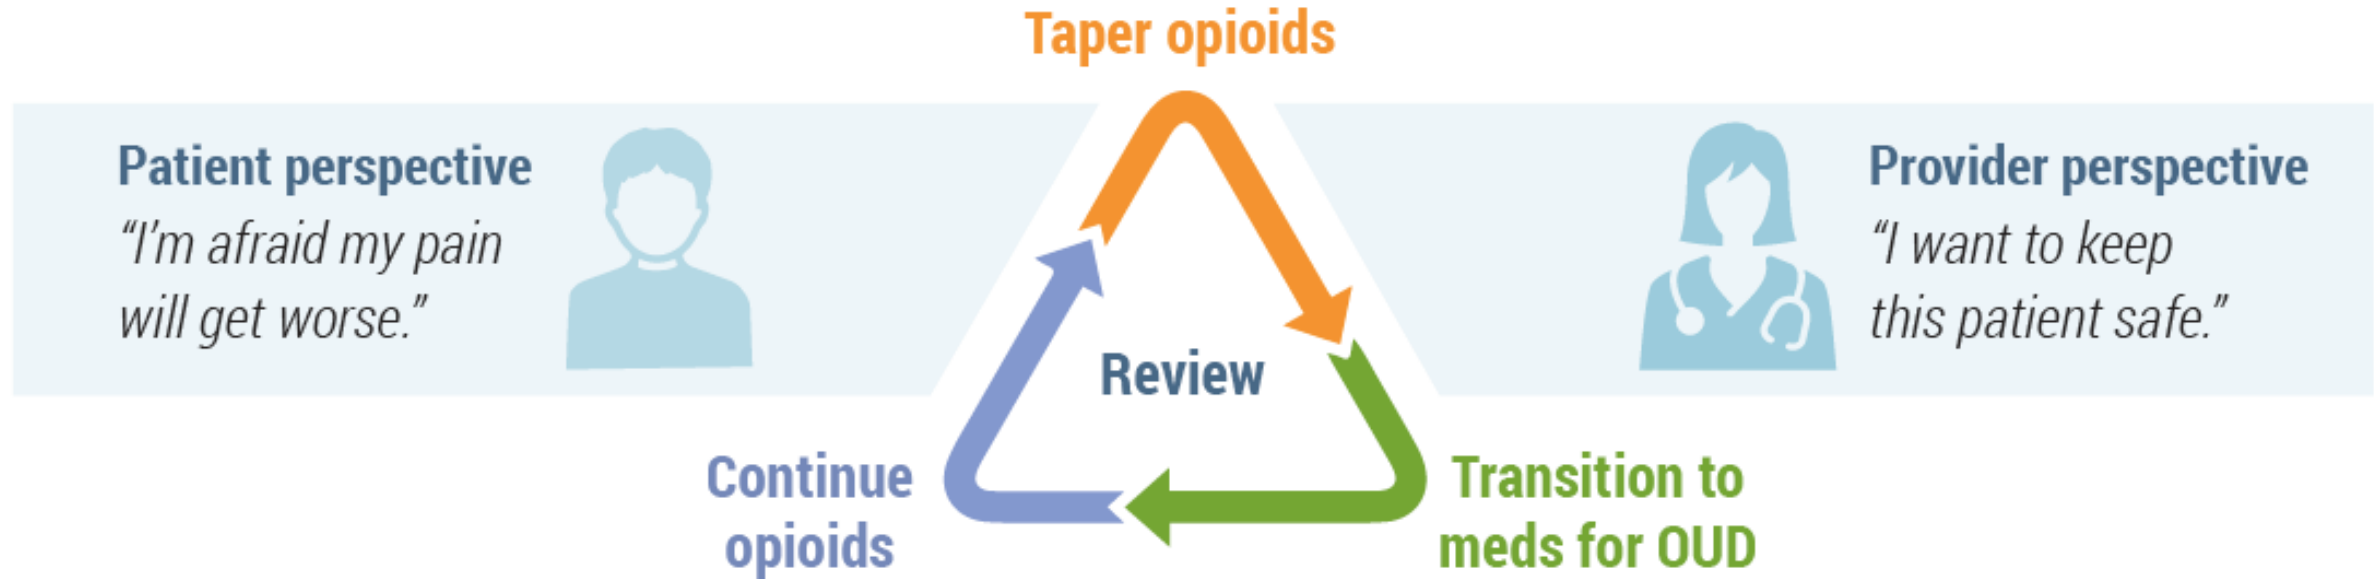 Taper opioids
Patient perspective
“I’m afraid my pain
will get worse.”
Provider perspective
“I want to keep
this patient safe.”
Review
Continue
opioids
Transition to
meds for OUD